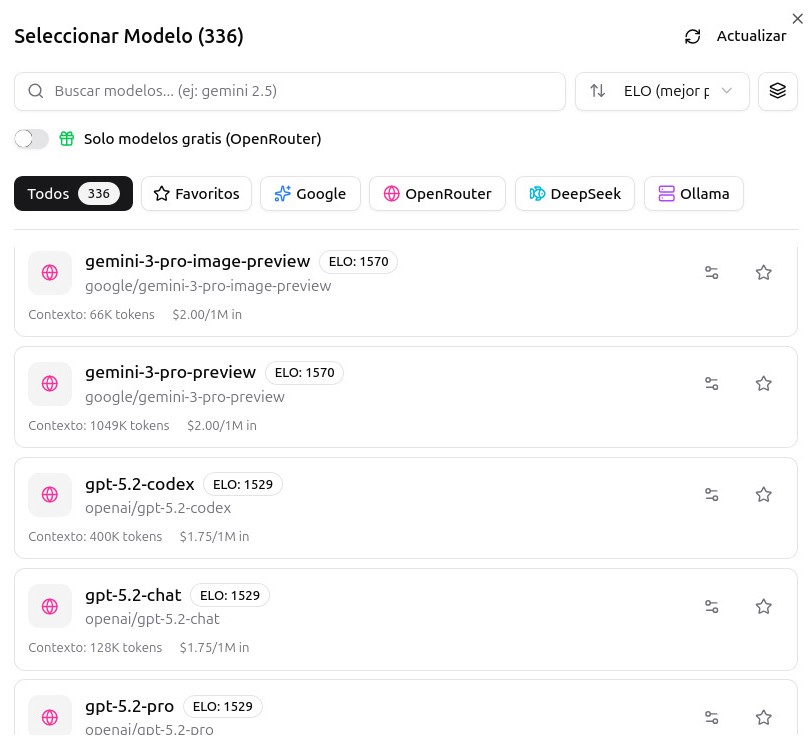 Seleccionar Modelo (336)
Actualizar
Buscar modelos... (ej: gemini 2.5)
ELO (mejor p
Solo modelos gratis (OpenRouter)
Todos 336 Favoritos Google OpenRouter DeepSeek Ollama
gemini-3-pro-image-preview ELO: 1570
google/gemini-3-pro-image-preview
Contexto: 66K tokens $2.00/1M in
gemini-3-pro-preview ELO: 1570
google/gemini-3-pro-preview
Contexto: 1049K tokens $2.00/1M in
gpt-5.2-codex ELO: 1529
openai/gpt-5.2-codex
Contexto: 400K tokens $1.75/1M in
gpt-5.2-chat ELO: 1529
openai/gpt-5.2-chat
Contexto: 128K tokens $1.75/1M in
gpt-5.2-pro ELO: 1529
openai/gpt-5.2-pro